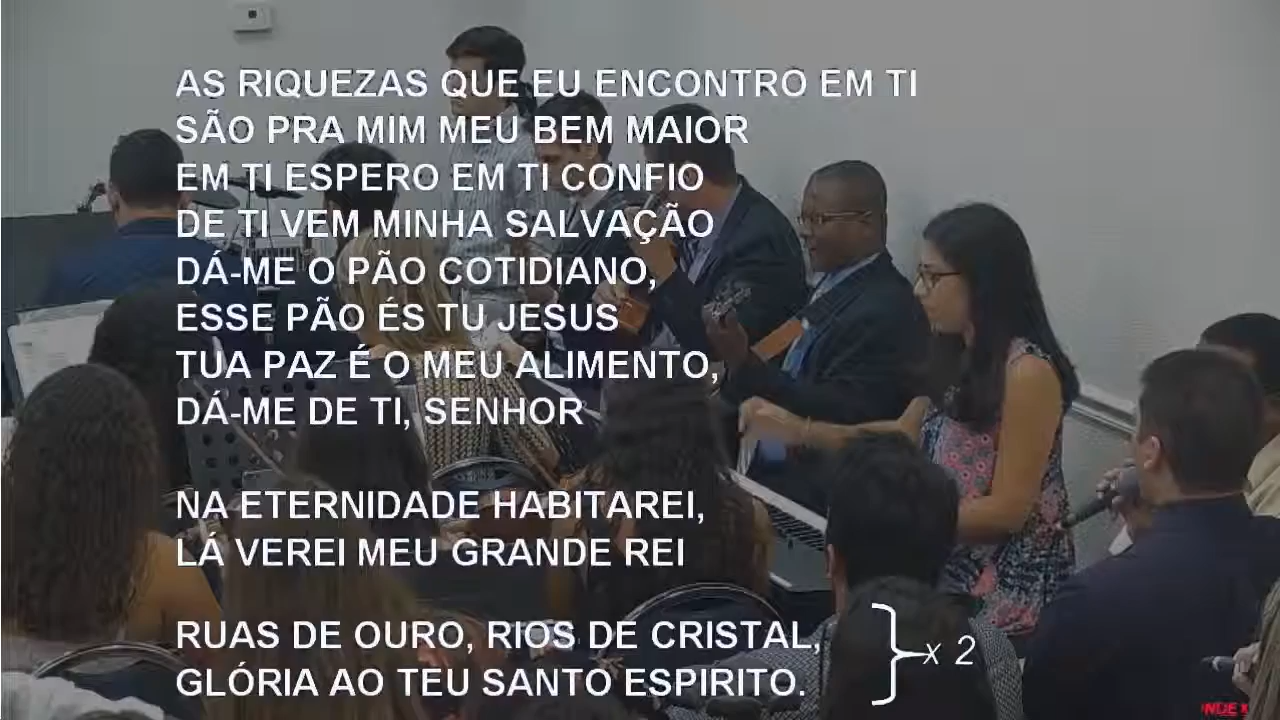 AS RIQUEZAS QUE EU ENCONTRO EM TI
SÃO PRA MIM MEU BEM MAIOR
EM TI ESPERO EM TI CONFIO
DE TI VEM MINHA SALVAÇÃO
DÁ-ME O PÃO COTIDIANO,
ESSE PÃO ÉS TU JESUS
TUA PAZ É O MEU ALIMENTO,
DÁ-ME DE TI, SENHOR
NA ETERNIDADE HABITAREI,
LÁ VEREI MEU GRANDE REI
RUAS DE OURO, RIOS DE CRISTAL,
GLÓRIA AO TEU SANTO ESPIRITO.
x 2
INDEX